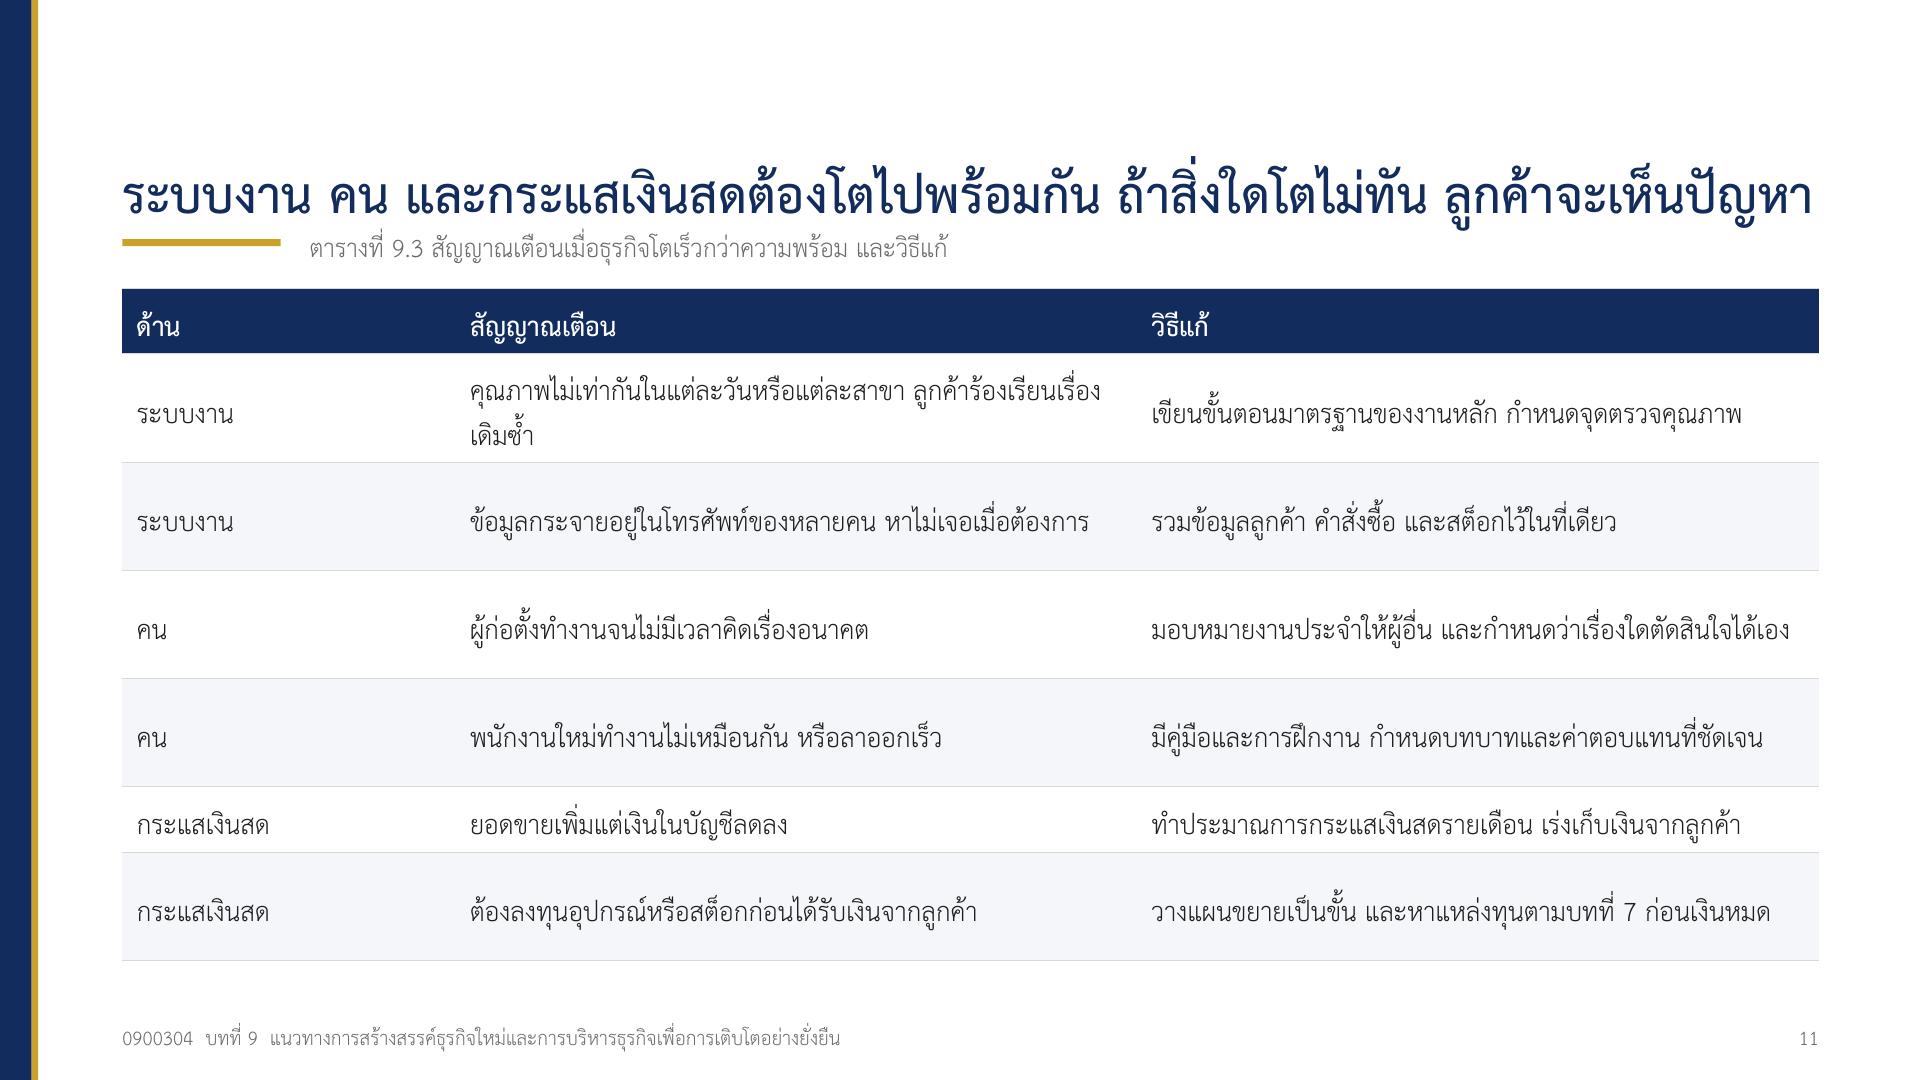 ระบบงาน คน และกระแสเงินสดต้องโตไปพร้อมกัน ถ้าสิ่งใดโตไม่ทัน ลูกค้าจะเห็นปัญหา
ตารางที่ 9.3 สัญญาณเตือนเมื่อธุรกิจโตเร็วกว่าความพร้อม และวิธีแก้
ด้าน สัญญาณเตือน วิธีแก้
ระบบงาน คุณภาพไม่เท่ากันในแต่ละวันหรือแต่ละสาขา ลูกค้าร้องเรียนเรื่อง
เดิมซ้ำ เขียนขั้นตอนมาตรฐานของงานหลัก กำหนดจุดตรวจคุณภาพ
ระบบงาน ข้อมูลกระจายอยู่ในโทรศัพท์ของหลายคน หาไม่เจอเมื่อต้องการ รวมข้อมูลลูกค้า คำสั่งซื้อ และสต็อกไว้ในที่เดียว
คน ผู้ก่อตั้งทำงานจนไม่มีเวลาคิดเรื่องอนาคต มอบหมายงานประจำให้ผู้อื่น และกำหนดว่าเรื่องใดตัดสินใจได้เอง
คน พนักงานใหม่ทำงานไม่เหมือนกัน หรือลาออกเร็ว มีคู่มือและการฝึกงาน กำหนดบทบาทและค่าตอบแทนที่ชัดเจน
กระแสเงินสด ยอดขายเพิ่มแต่เงินในบัญชีลดลง ทำประมาณการกระแสเงินสดรายเดือน เร่งเก็บเงินจากลูกค้า
กระแสเงินสด ต้องลงทุนอุปกรณ์หรือสต็อกก่อนได้รับเงินจากลูกค้า วางแผนขยายเป็นขั้น และหาแหล่งทุนตามบทที่ 7 ก่อนเงินหมด
0900304 บทที่ 9 แนวทางการสร้างสรรค์ธุรกิจใหม่และการบริหารธุรกิจเพื่อการเติบโตอย่างยั่งยืน 11